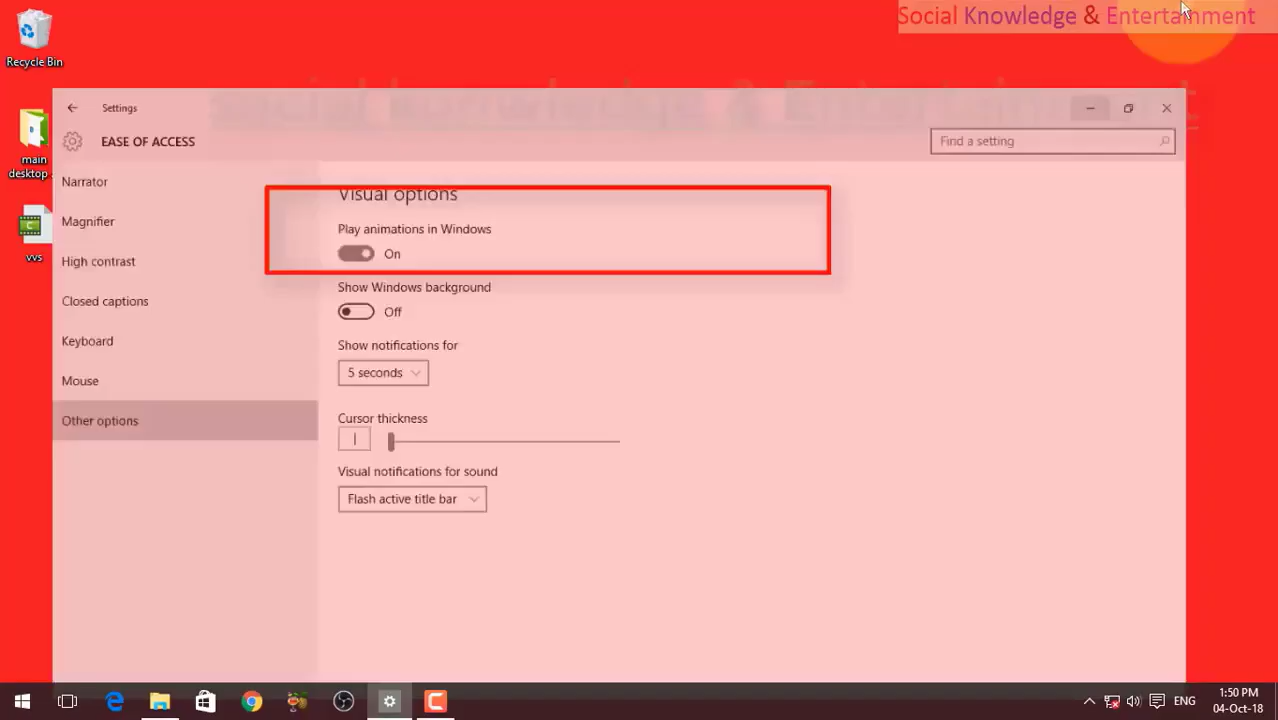 Social Knowledge & Entertainment
Recycle Bin
Social Knowledge & Entertainment
Settings
EASE OF ACCESS
Find a setting
main
desktop
Narrator
Magnifier
High contrast
Closed captions
Keyboard
Mouse
Other options
vvs
Visual options
Play animations in Windows
On
Show Windows background
Off
Show notifications for
5 seconds
Cursor thickness
Visual notifications for sound
Flash active title bar
ENG
1:50 PM
04-Oct-18